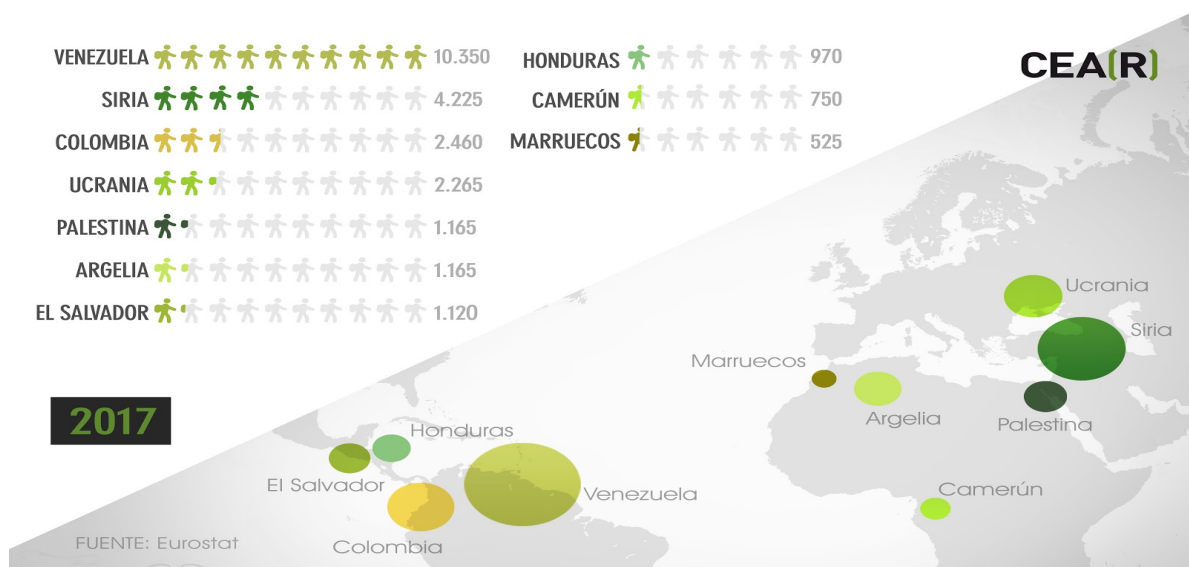 VENEZUELA 10.350
SIRIA 4.225
COLOMBIA 2.460
UCRANIA 2.265
PALESTINA 1.165
ARGELIA 1.165
EL SALVADOR 1.120
HONDURAS 970
CAMERÚN 750
MARRUECOS 525
CEA(R)
Ucrania
Siria
Marruecos
Argelia
Palestina
2017
Honduras
El Salvador
Venezuela
Camerún
Colombia
FUENTE: Eurostat